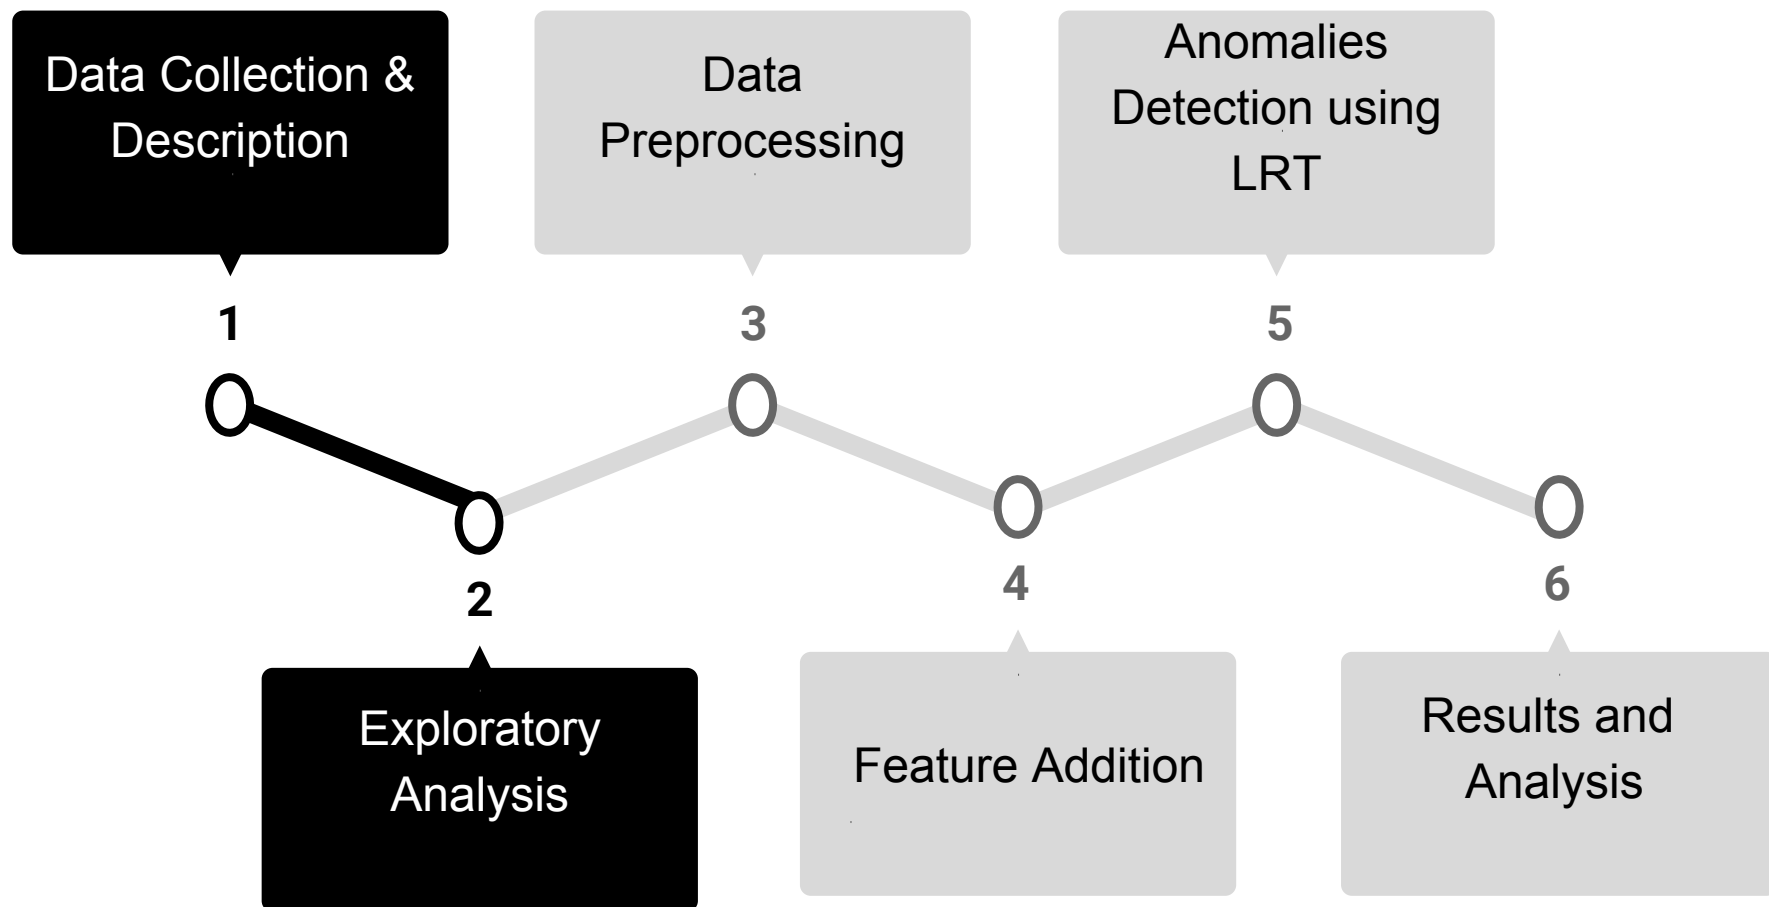 Data Collection &
Description
Data
Preprocessing
Anomalies
Detection using
LRT
1
3
5
2
4
6
Exploratory
Analysis
Feature Addition
Results and
Analysis